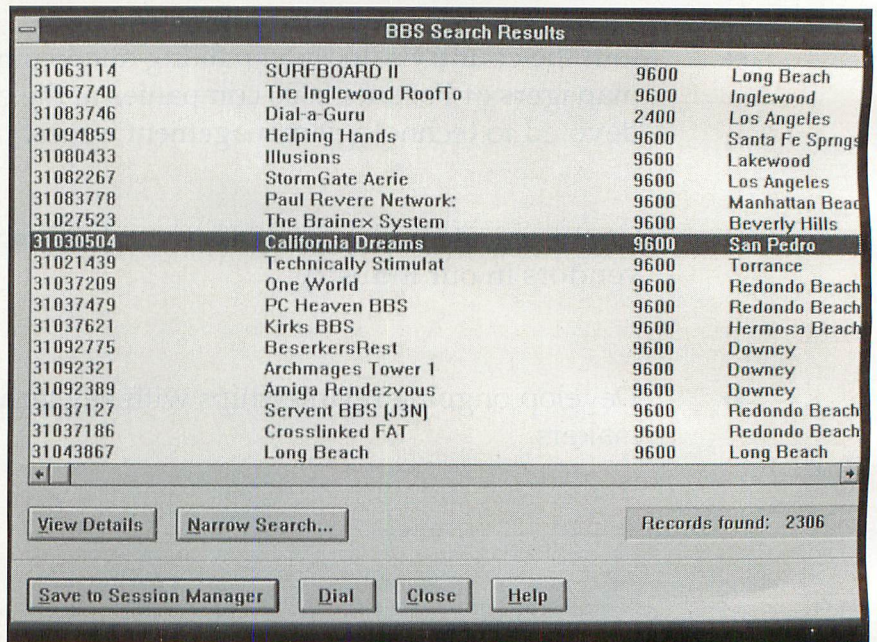 BBS Search Results
31063114 SURFBOARD II 9600 Long Beach
31067740 The Inglewood RoofTo 9600 Inglewood
31083746 Dial-a-Guru 2400 Los Angeles
31094859 Helping Hands 9600 Santa Fe Sprngs
31080433 Illusions 9600 Lakewood
31082267 StormGate Aerie 9600 Los Angeles
31083778 Paul Revere Network: 9600 Manhattan Beac
31027523 The Brainex System 9600 Beverly Hills
31030504 California Dreams 9600 San Pedro
31021439 Technically Stimulat 9600 Torrance
31037209 One World 9600 Redondo Beach
31037479 PC Heaven BBS 9600 Redondo Beach
31037621 Kirks BBS 9600 Hermosa Beach
31092775 BeserkersRest 9600 Downey
31092321 Archmages Tower 1 9600 Downey
31092389 Amiga Rendezvous 9600 Downey
31037127 Servent BBS (J3N) 9600 Redondo Beach
31037186 Crosslinked FAT 9600 Redondo Beach
31043867 Long Beach 9600 Long Beach
View Details Narrow Search... Records found: 2306
Save to Session Manager Dial Close Help